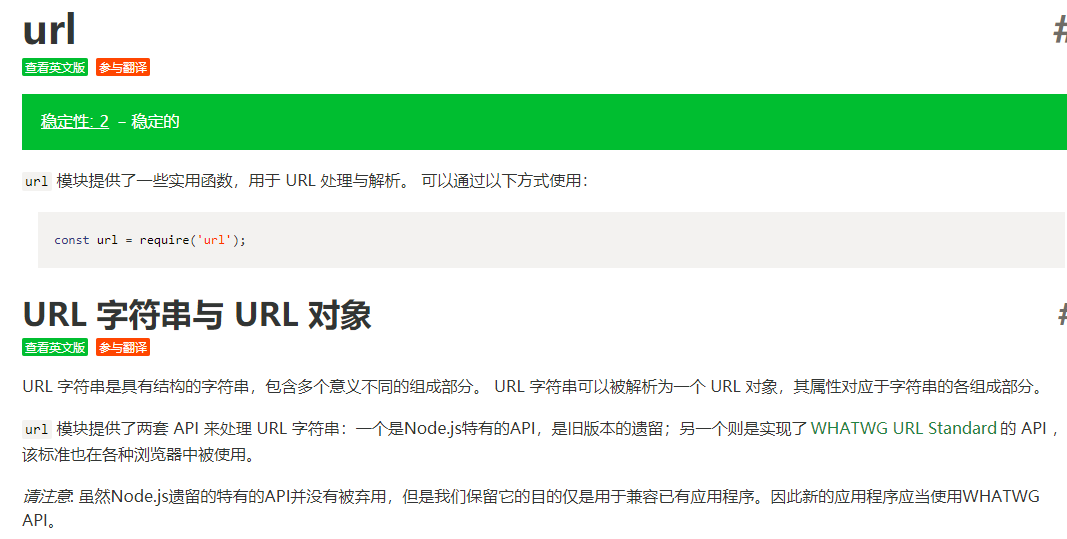 url #
查看英文版 参与翻译
稳定性: 2 - 稳定的
url 模块提供了一些实用函数，用于 URL 处理与解析。 可以通过以下方式使用：
const url = require('url');
URL 字符串与 URL 对象 #
查看英文版 参与翻译
URL 字符串是具有结构的字符串，包含多个意义不同的组成部分。 URL 字符串可以被解析为一个 URL 对象，其属性对应于字符串的各组成部分。
url 模块提供了两套 API 来处理 URL 字符串：一个是Node.js特有的API，是旧版本的遗留；另一个则是实现了 WHATWG URL Standard 的 API ，
该标准也在各种浏览器中被使用。
请注意: 虽然Node.js遗留的特有的API并没有被弃用，但是我们保留它的目的仅是用于兼容已有应用程序。因此新的应用程序应当使用WHATWG
API。